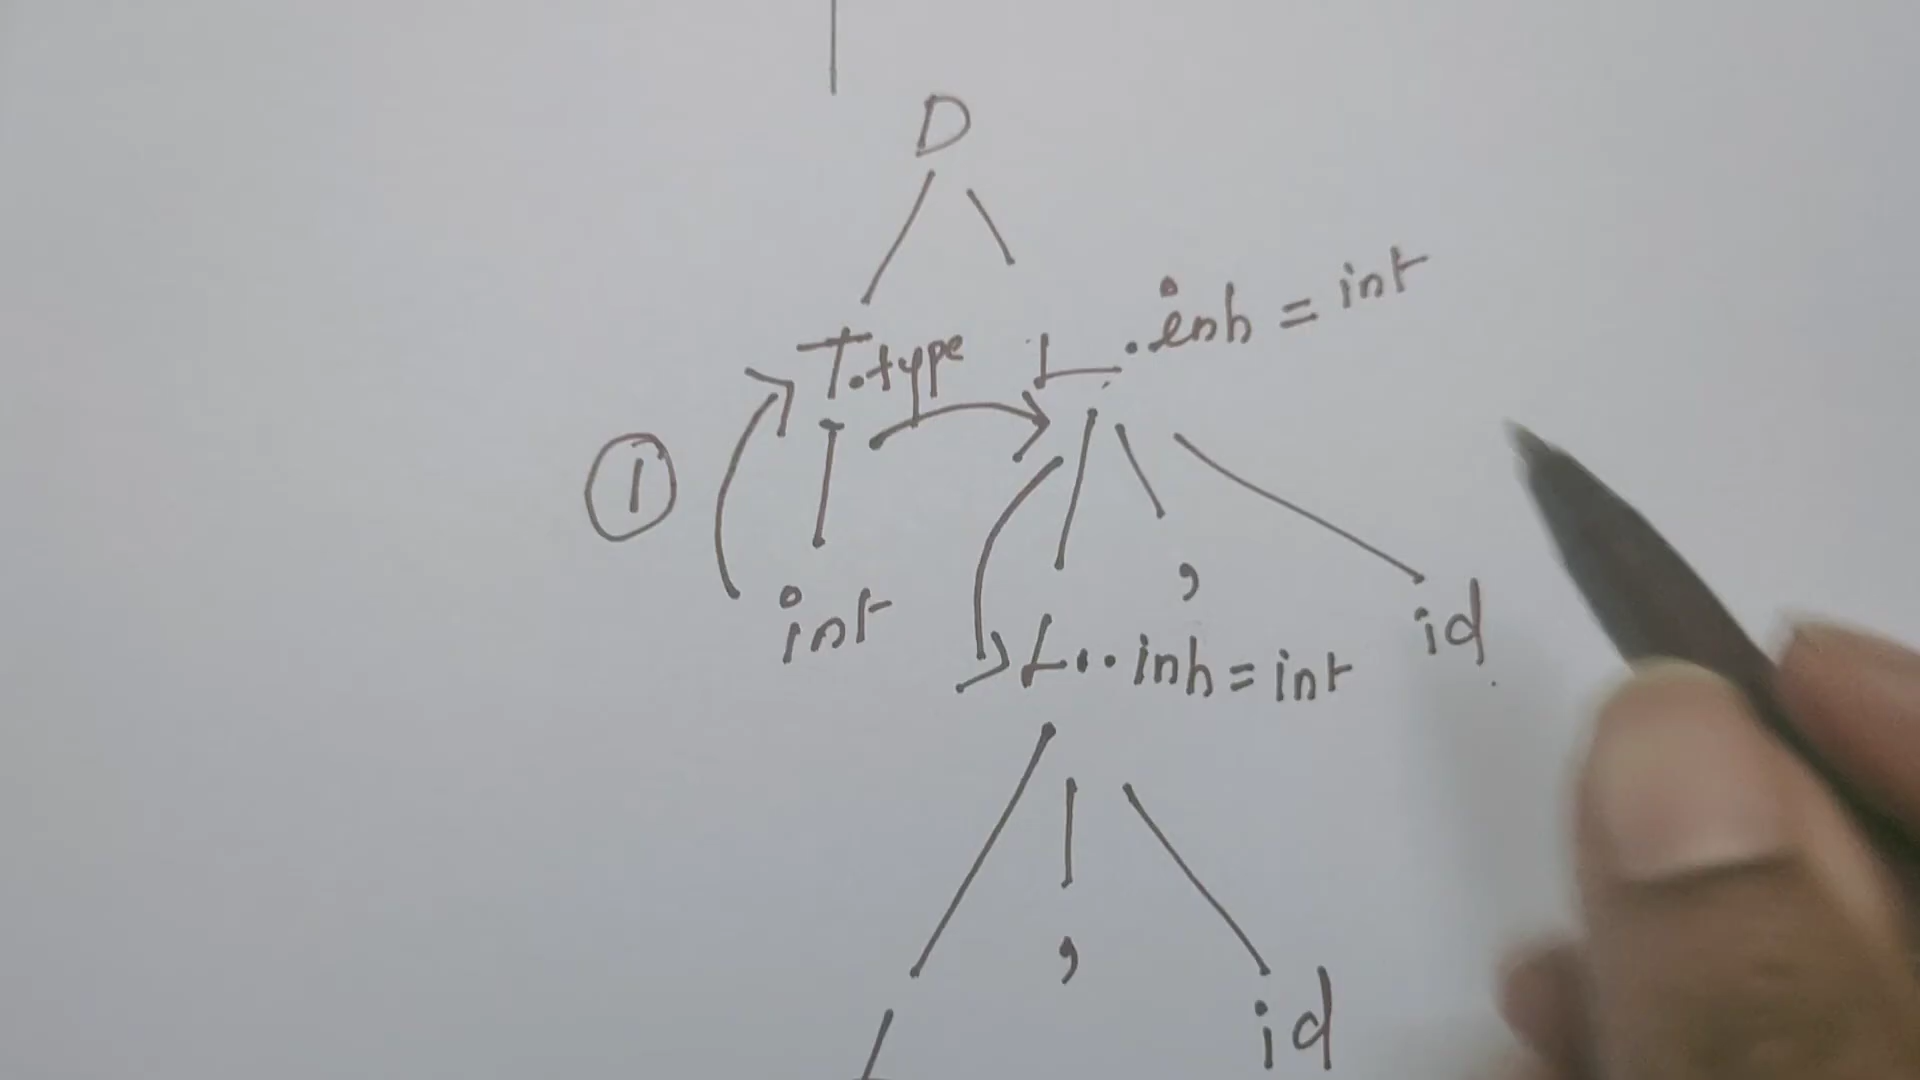 D
T.type L.inh = int
①
int , id
L.. inh = int
, id
L